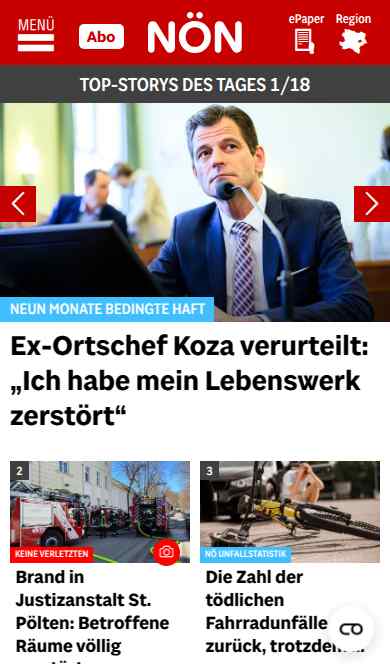 MENÜ
Abo
NÖN
ePaper
Region
TOP-STORYS DES TAGES 1/18
NEUN MONATE BEDINGTE HAFT
Ex-Ortschef Koza verurteilt:
„Ich habe mein Lebenswerk
zerstört“
2
KEINE VERLETZTEN
Brand in
Justizanstalt St.
Pölten: Betroffene
Räume völlig
3
NÖ UNFALLSTATISTIK
Die Zahl der
tödlichen
Fahrradunfälle
zurück, trotzdem